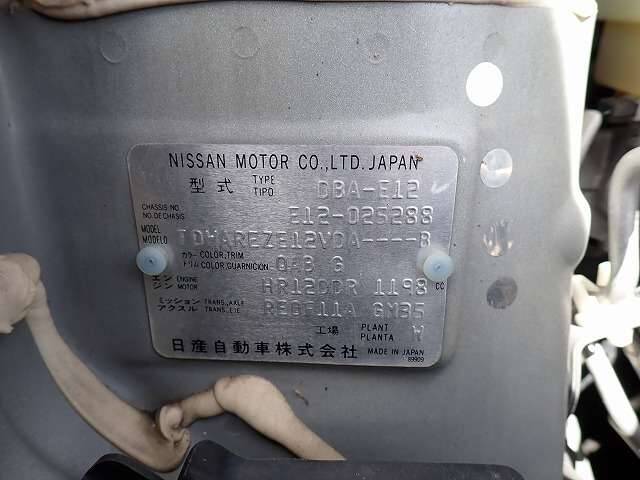 NISSAN MOTOR CO.,LTD. JAPAN
型式 TYPE TIPO DBA-E12
CHASSIS NO. NO. DE CHASIS E12-025288
MODEL MODELO
カラー COLOR,TRIM
トリム COLOR,GUARNICION QAB G
エンジン ENGINE MOTOR HR12DDR 1198 CC
ミッション TRANS.,AXLE
アクスル TRANS.,EJE RE0F11A GM35
工場 PLANT PLANTA W
日産自動車株式会社 MADE IN JAPAN
89909